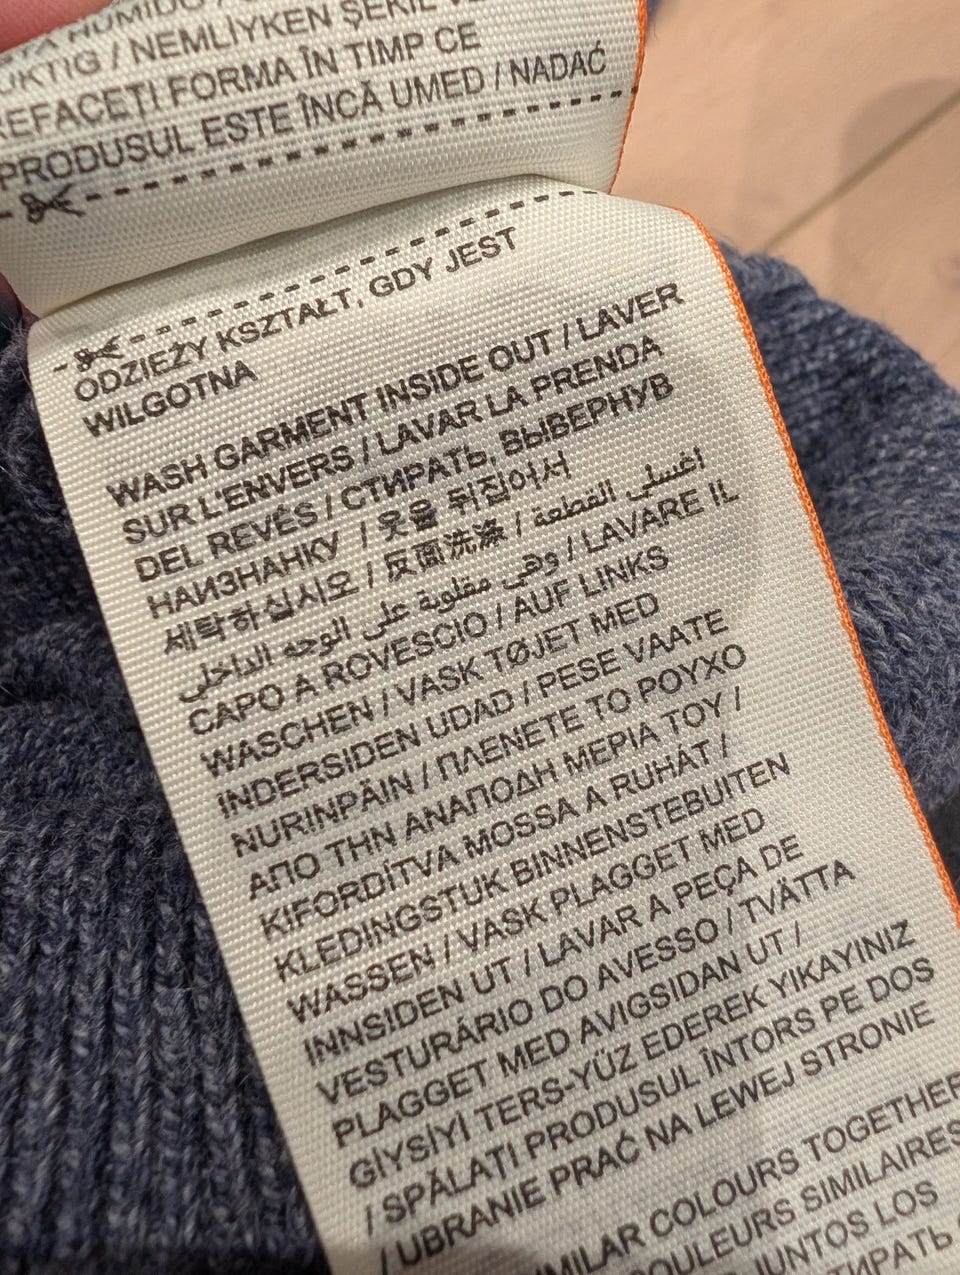 HUMIDO
/ NEMLİYKEN ŞEKİL
REFACEȚI FORMA ÎN TIMP CE
PRODUSUL ESTE ÎNCĂ UMED / NADAĆ
ODZIEŻY KSZTAŁT, GDY JEST
WILGOTNA
WASH GARMENT INSIDE OUT / LAVER
SUR L'ENVERS / LAVAR LA PRENDA
DEL REVÉS / СТИРАТЬ, ВЫВЕРНУВ
НАИЗНАНКУ / 옷을 뒤집어서
세탁하십시오 / 反面洗涤 / اغسلي القطعة
وهي مقلوبة على الوجه الداخلي / LAVARE IL
CAPO A ROVESCIO / AUF LINKS
WASCHEN / VASK TØJET MED
INDERSIDEN UDAD / PESE VAATE
NURINPÄIN / ΠΛΕΝΕΤΕ ΤΟ ΡΟΥΧΟ
ΑΠΟ ΤΗΝ ΑΝΑΠΟΔΗ ΜΕΡΙΑ ΤΟΥ /
KIFORDÍTVA MOSSA A RUHÁT /
KLEDINGSTUK BINNENSTEBUITEN
WASSEN / VASK PLAGGET MED
INNSIDEN UT / LAVAR A PEÇA DE
VESTURÁRIO DO AVESSO / TVÄTTA
PLAGGET MED AVIGSIDAN UT /
GİYSİYİ TERS-YÜZ EDEREK YIKAYINIZ
/ SPĂLAȚI PRODUSUL ÎNTORS PE DOS
/ UBRANIE PRAĆ NA LEWEJ STRONIE
COLOURS TOGETHER
SIMILAIRES
JUNTOS LOS